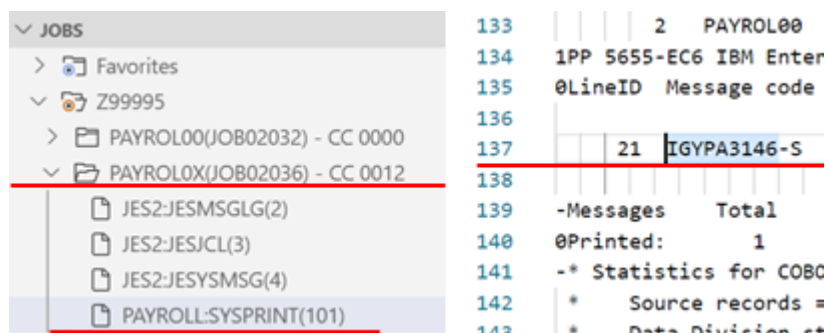 JOBS
Favorites
Z99995
PAYROL00(JOB02032) - CC 0000
PAYROL0X(JOB02036) - CC 0012
JES2:JESMSGLG(2)
JES2:JESJCL(3)
JES2:JESYSMSG(4)
PAYROLL:SYSPRINT(101)
133 2 PAYROL00
134 1PP 5655-EC6 IBM Enter
135 0LineID Message code
136
137 21 IGYPA3146-S
138
139 -Messages Total
140 0Printed: 1
141 -* Statistics for COBO
142 * Source records =
143 * Data Division st